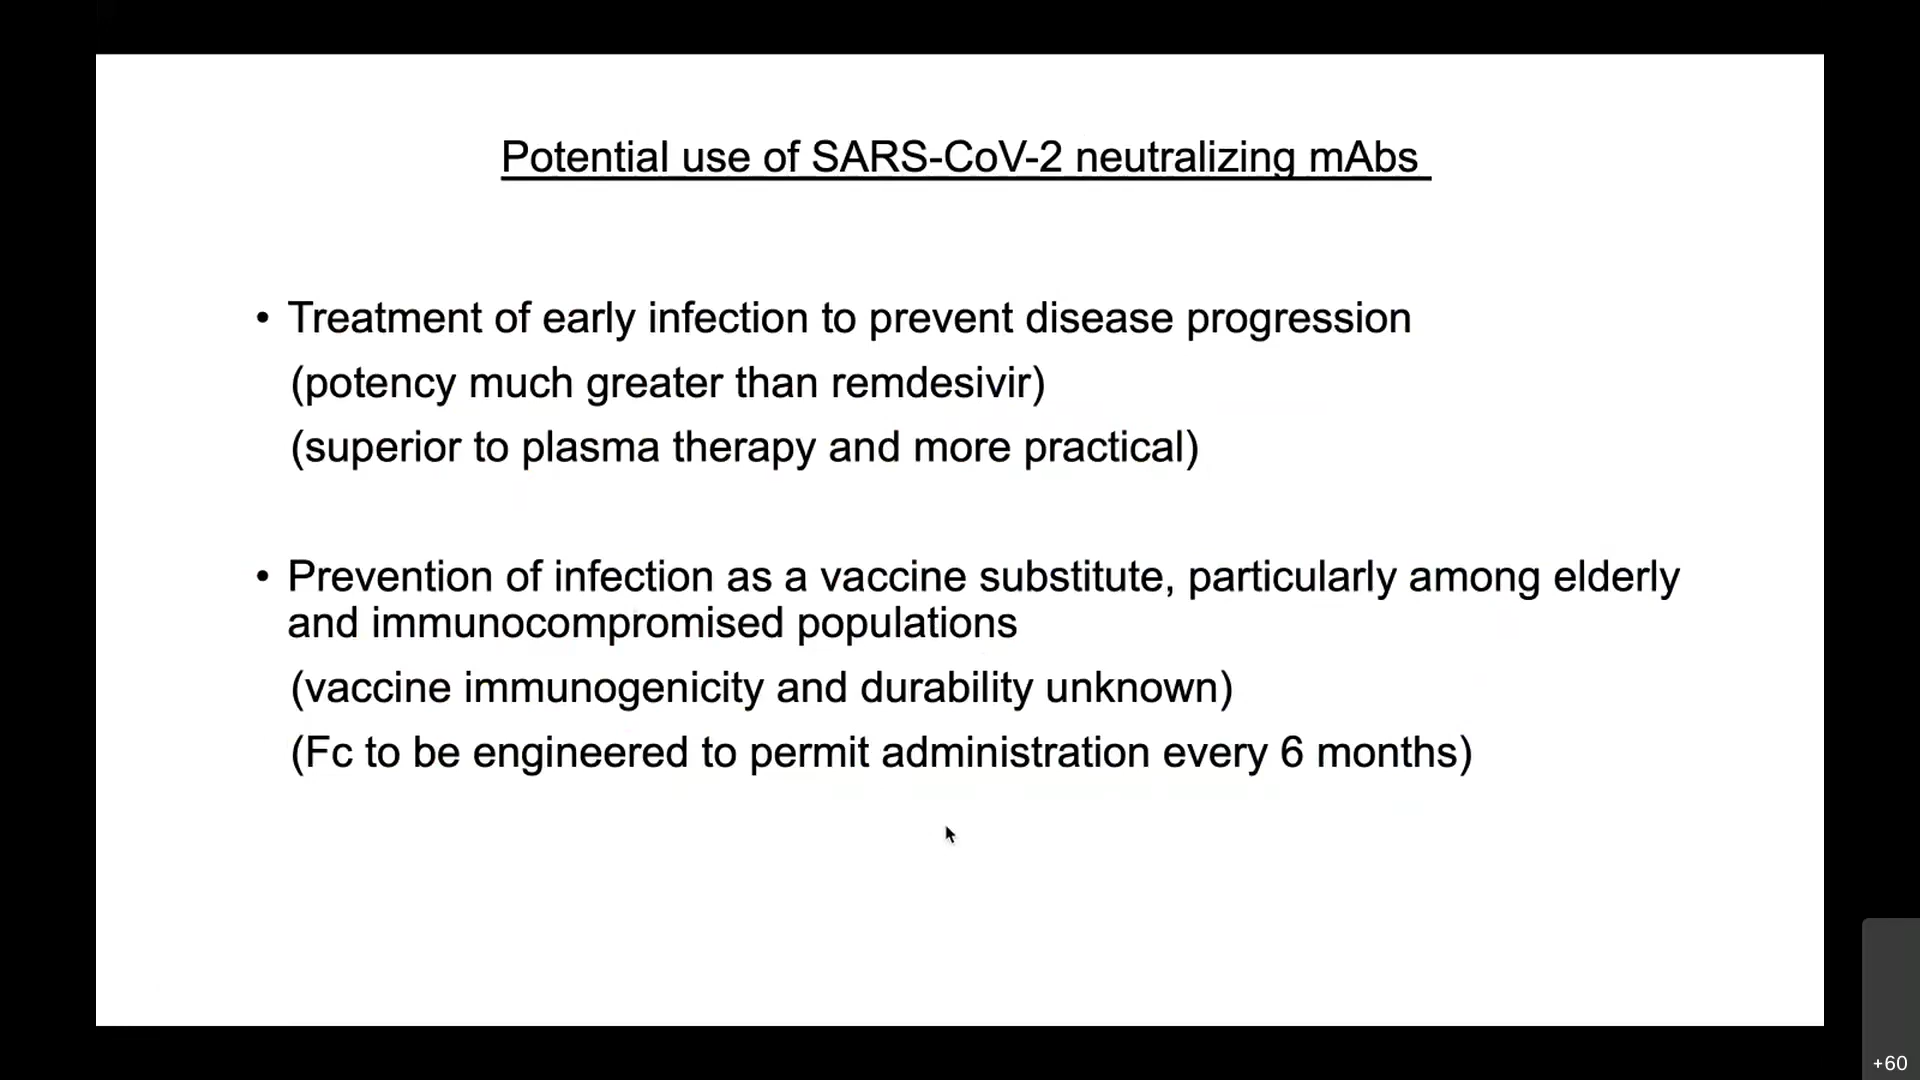 Potential use of SARS-CoV-2 neutralizing mAbs
• Treatment of early infection to prevent disease progression
(potency much greater than remdesivir)
(superior to plasma therapy and more practical)
• Prevention of infection as a vaccine substitute, particularly among elderly
and immunocompromised populations
(vaccine immunogenicity and durability unknown)
(Fc to be engineered to permit administration every 6 months)
+60